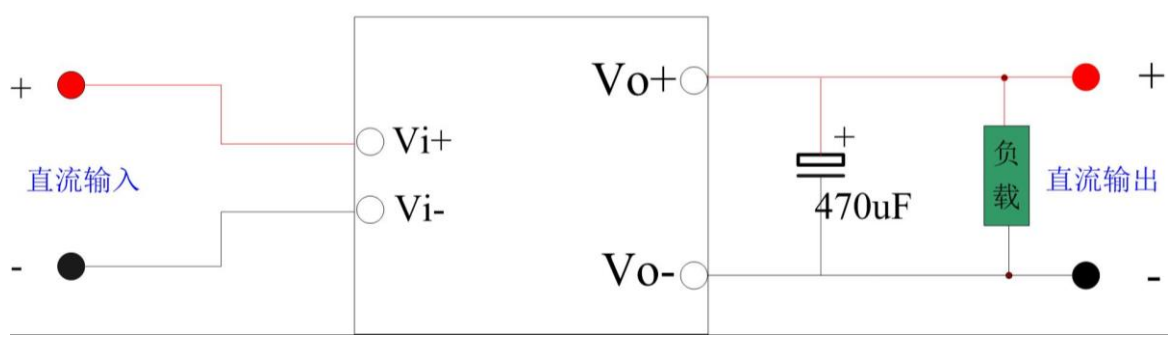 Vo+
+
+
Vi+
+
直流输入
负载
直流输出
Vi-
470uF
-
Vo-
-